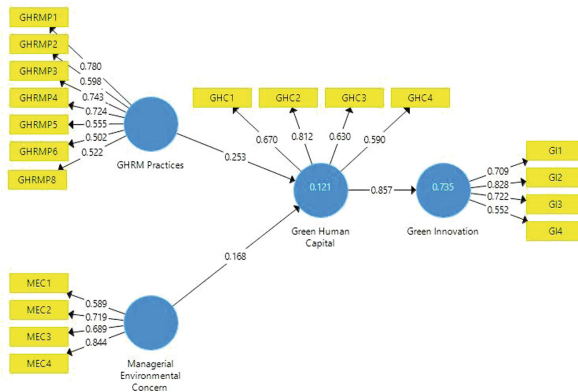 GHRMP1
GHRMP2
GHRMP3
GHRMP4
GHRMP5
GHRMP6
GHRMP8
0.780
0.598
0.743
0.724
0.555
0.502
0.522
GHRM Practices
GHC1
GHC2
GHC3
GHC4
0.670
0.812
0.630
0.590
0.253
0.121
Green Human
Capital
0.857
0.735
Green Innovation
0.709
0.828
0.722
0.552
GI1
GI2
GI3
GI4
0.168
MEC1
MEC2
MEC3
MEC4
0.589
0.719
0.689
0.844
Managerial
Environmental
Concern